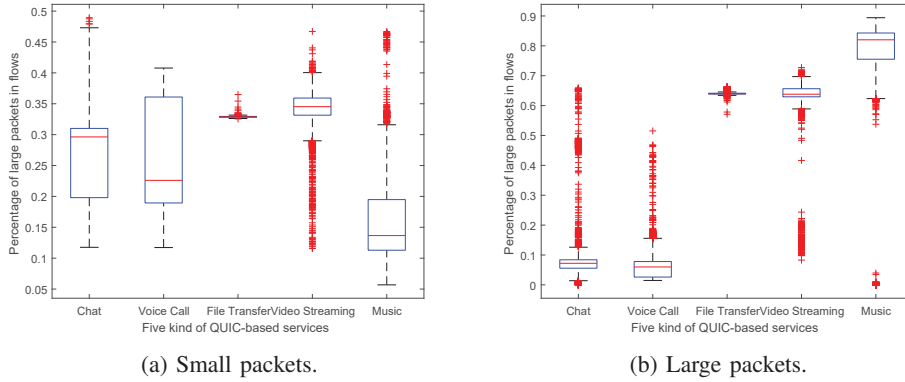 Percentage of large packets in flows
0.5
0.45
0.4
0.35
0.3
0.25
0.2
0.15
0.1
0.05
Chat
Voice Call
File Transfer
Video Streaming
Music
Five kind of QUIC-based services
(a) Small packets.
Percentage of large packets in flows
0.9
0.8
0.7
0.6
0.5
0.4
0.3
0.2
0.1
0
Chat
Voice Call
File Transfer
Video Streaming
Music
Five kind of QUIC-based services
(b) Large packets.